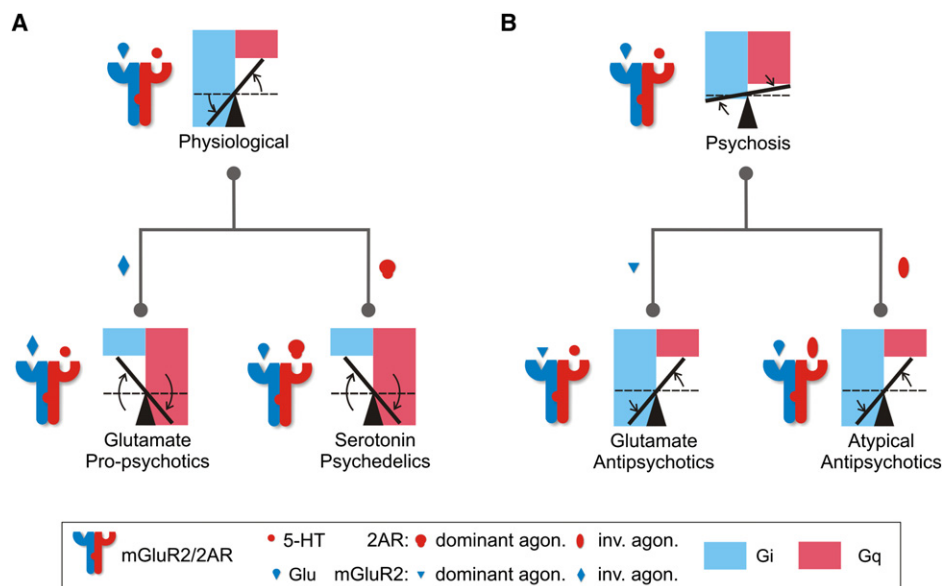 A
B
Physiological
Psychosis
Glutamate
Pro-psychotics
Serotonin
Psychedelics
Glutamate
Antipsychotics
Atypical
Antipsychotics
mGluR2/2AR
5-HT
2AR: dominant agon. inv. agon.
Glu
mGluR2: dominant agon. inv. agon.
Gi
Gq